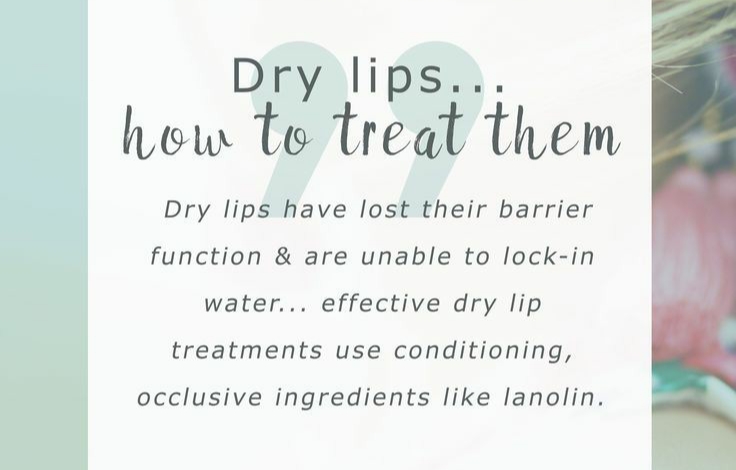 Dry lips...
how to treat them
Dry lips have lost their barrier
function & are unable to lock-in
water... effective dry lip
treatments use conditioning,
occlusive ingredients like lanolin.